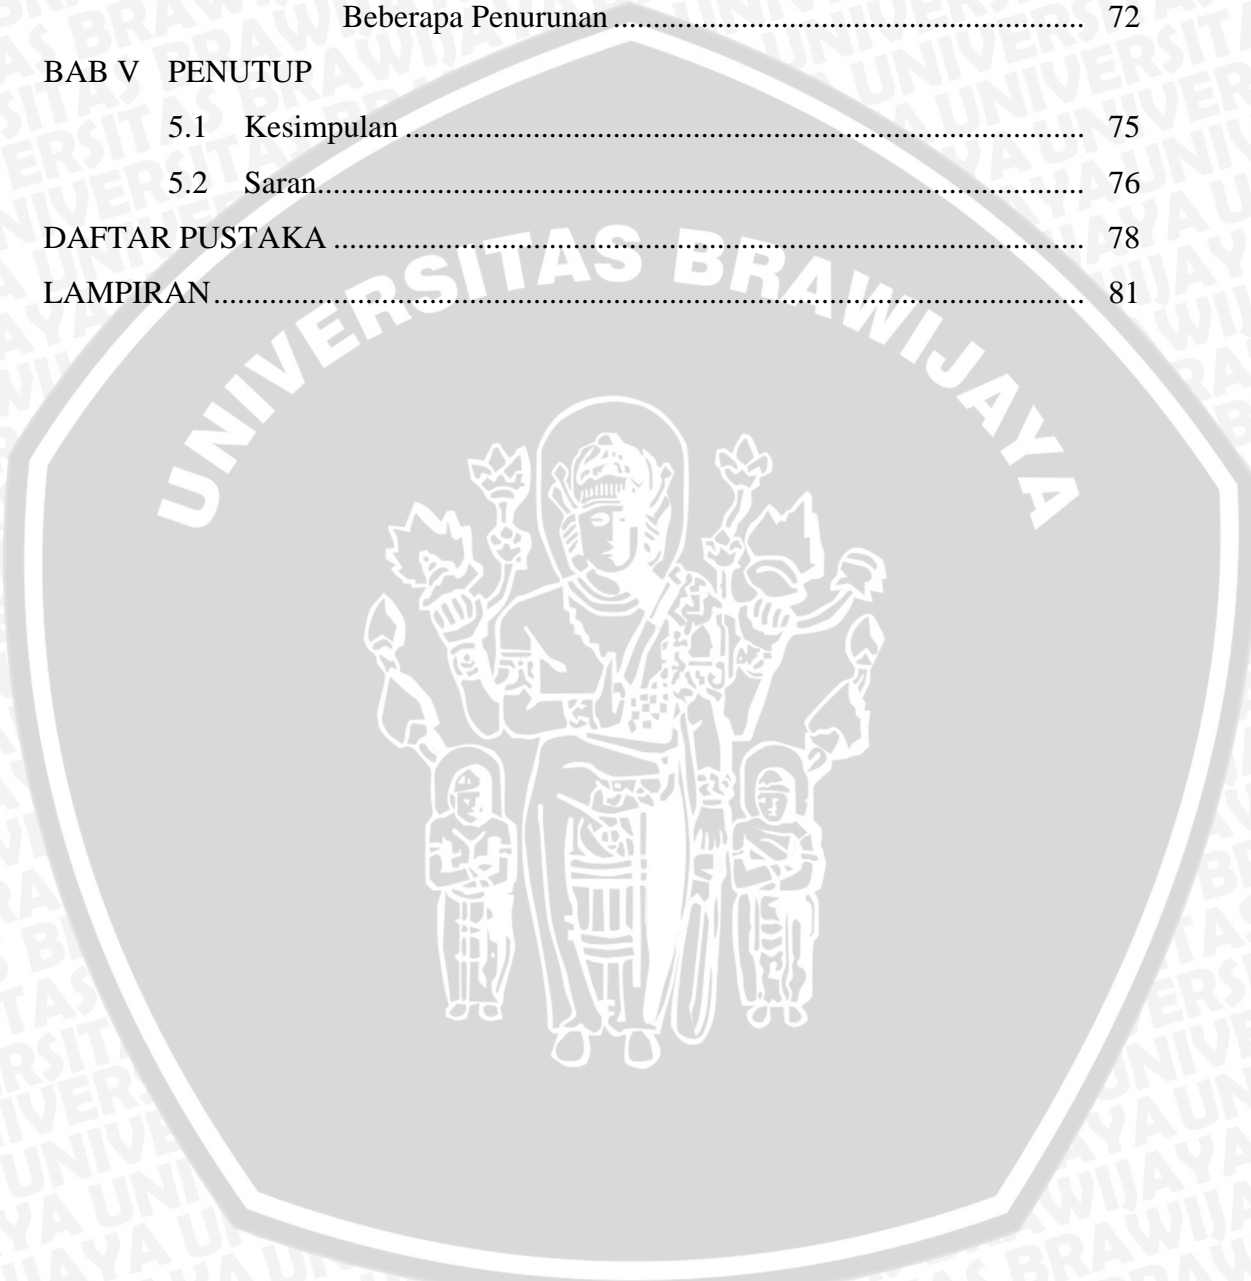 Beberapa Penurunan ........................................................... 72
BAB V PENUTUP
5.1 Kesimpulan ..................................................................................... 75
5.2 Saran................................................................................................ 76
DAFTAR PUSTAKA .............................................................................................. 78
LAMPIRAN............................................................................................................. 81
UNIVERSITAS BRAWIJAYA